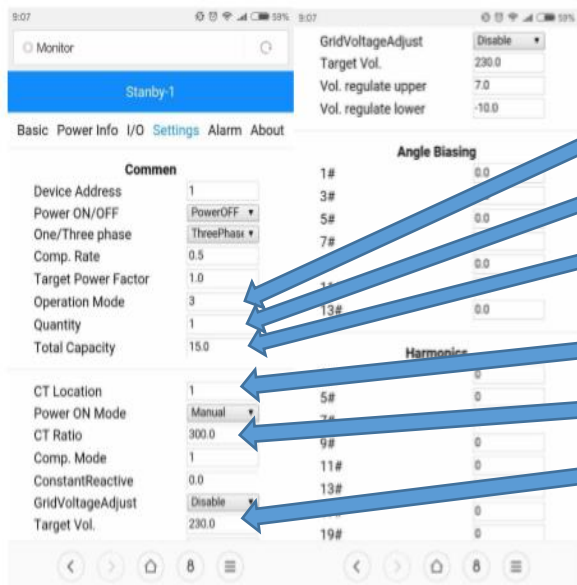 9:07
59%
Monitor
Stanby-1
Basic Power Info I/O Settings Alarm About
Commen
Device Address 1
Power ON/OFF PowerOFF
One/Three phase ThreePhase
Comp. Rate 0.5
Target Power Factor 1.0
Operation Mode 3
Quantity 1
Total Capacity 15.0
CT Location 1
Power ON Mode Manual
CT Ratio 300.0
Comp. Mode 1
ConstantReactive 0.0
GridVoltageAdjust Disable
Target Vol. 230.0
9:07
59%
GridVoltageAdjust Disable
Target Vol. 230.0
Vol. regulate upper 7.0
Vol. regulate lower -10.0
Angle Biasing
1# 0.0
3#
5# 0.0
7#
0.0
13# 0.0
Harmonics
0
5#
9# 0
11# 0
13#
0
19# 0